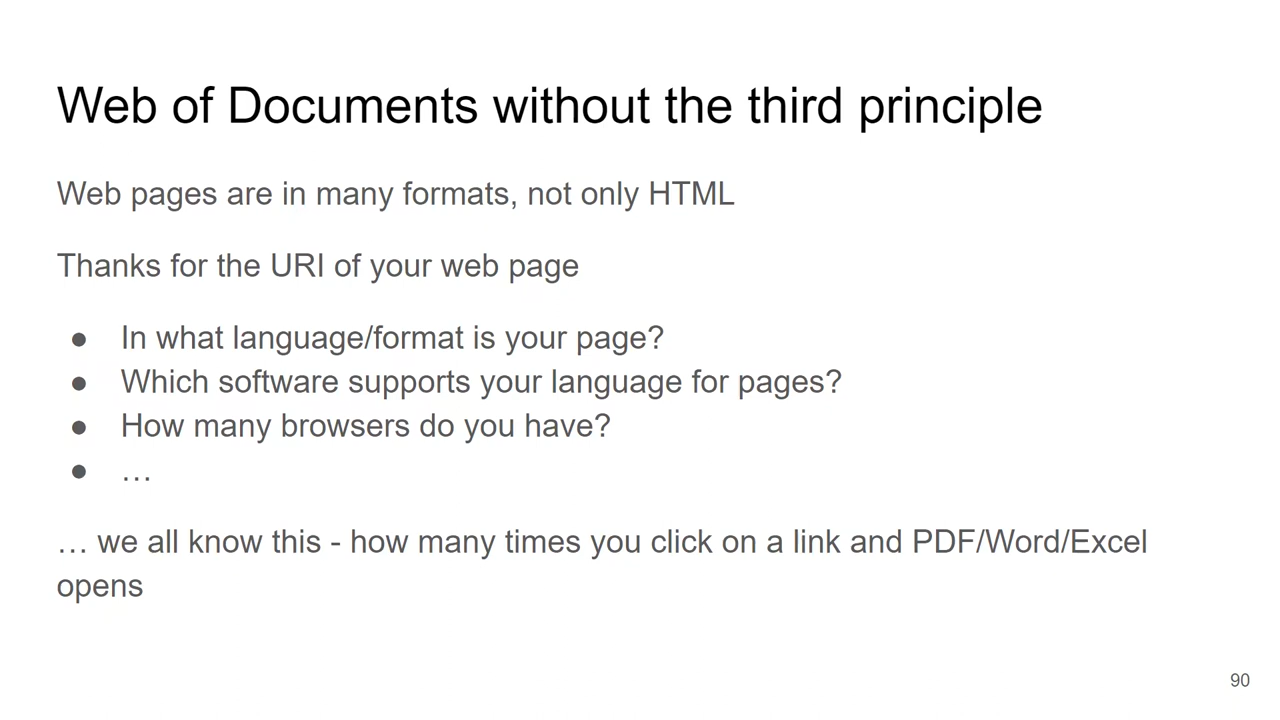 Web of Documents without the third principle
Web pages are in many formats, not only HTML
Thanks for the URI of your web page
● In what language/format is your page?
● Which software supports your language for pages?
● How many browsers do you have?
● …
… we all know this - how many times you click on a link and PDF/Word/Excel
opens
90